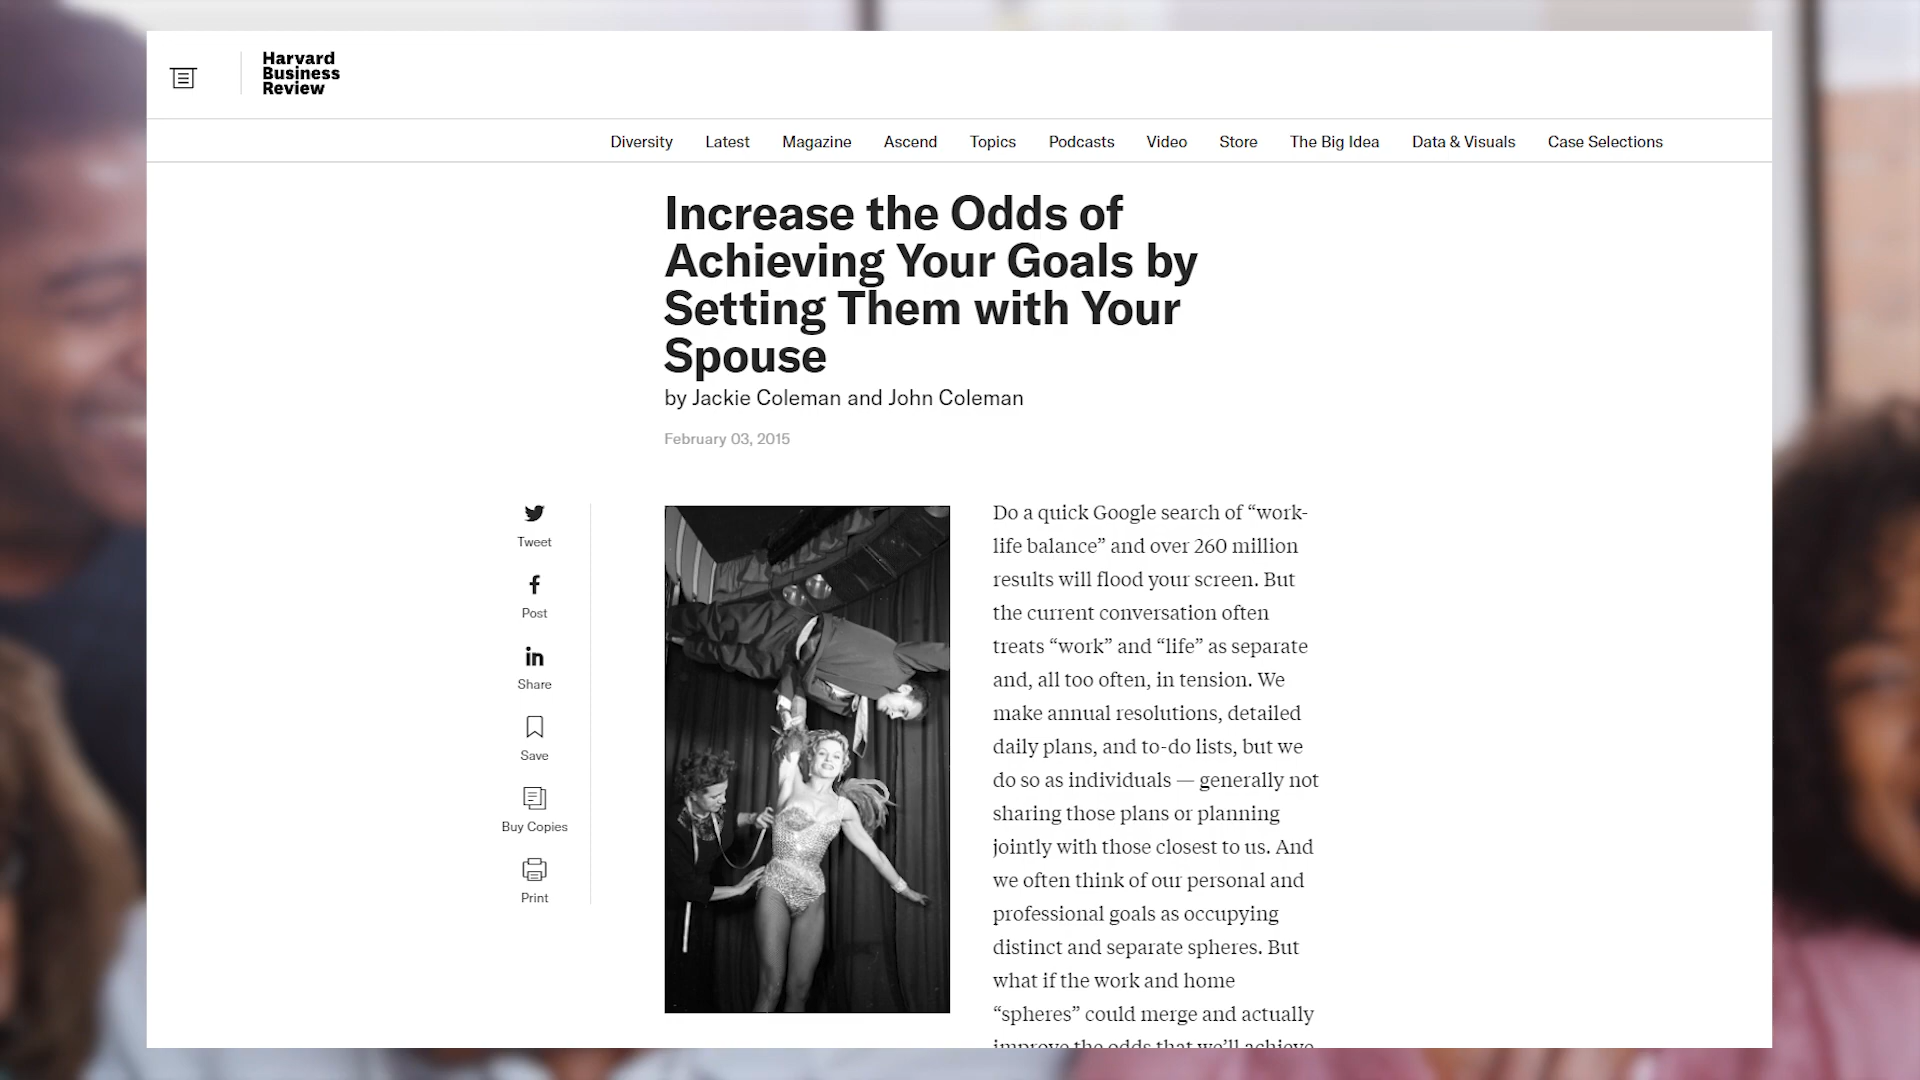 Harvard
Business
Review
Diversity Latest Magazine Ascend Topics Podcasts Video Store The Big Idea Data & Visuals Case Selections
Increase the Odds of
Achieving Your Goals by
Setting Them with Your
Spouse
by Jackie Coleman and John Coleman
February 03, 2015
Tweet
Post
Share
Save
Buy Copies
Print
Do a quick Google search of “work-
life balance” and over 260 million
results will flood your screen. But
the current conversation often
treats “work” and “life” as separate
and, all too often, in tension. We
make annual resolutions, detailed
daily plans, and to-do lists, but we
do so as individuals — generally not
sharing those plans or planning
jointly with those closest to us. And
we often think of our personal and
professional goals as occupying
distinct and separate spheres. But
what if the work and home
“spheres” could merge and actually
improve the odds that we’ll achieve